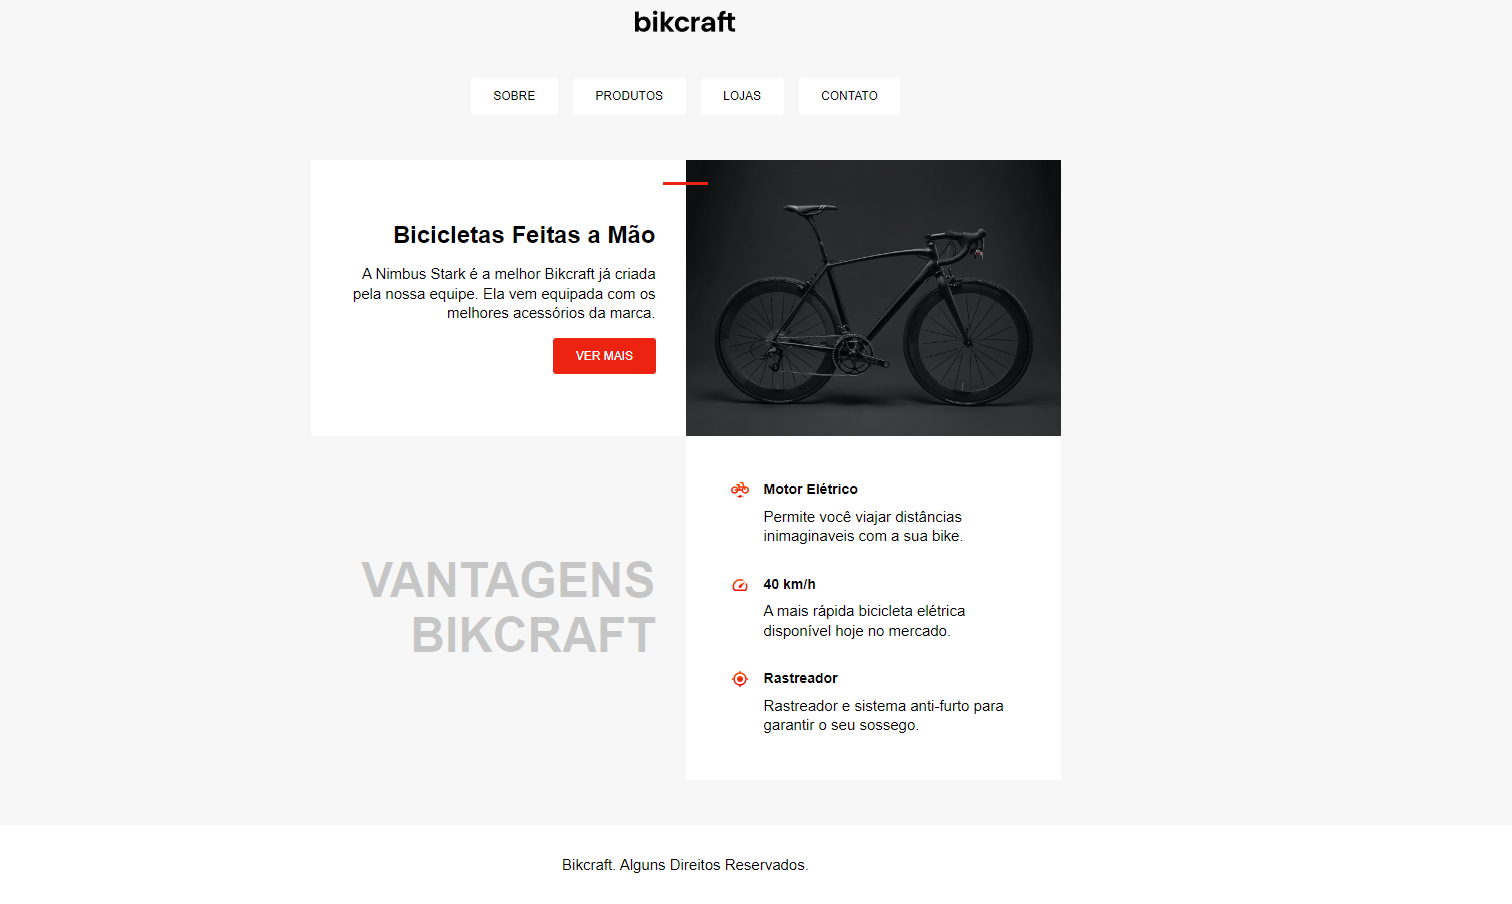 bikcraft
SOBRE
PRODUTOS
LOJAS
CONTATO
Bicicletas Feitas a Mão
A Nimbus Stark é a melhor Bikcraft já criada
pela nossa equipe. Ela vem equipada com os
melhores acessórios da marca.
VER MAIS
VANTAGENS
BIKCRAFT
Motor Elétrico
Permite você viajar distâncias
inimaginaveis com a sua bike.
40 km/h
A mais rápida bicicleta elétrica
disponível hoje no mercado.
Rastreador
Rastreador e sistema anti-furto para
garantir o seu sossego.
Bikcraft. Alguns Direitos Reservados.